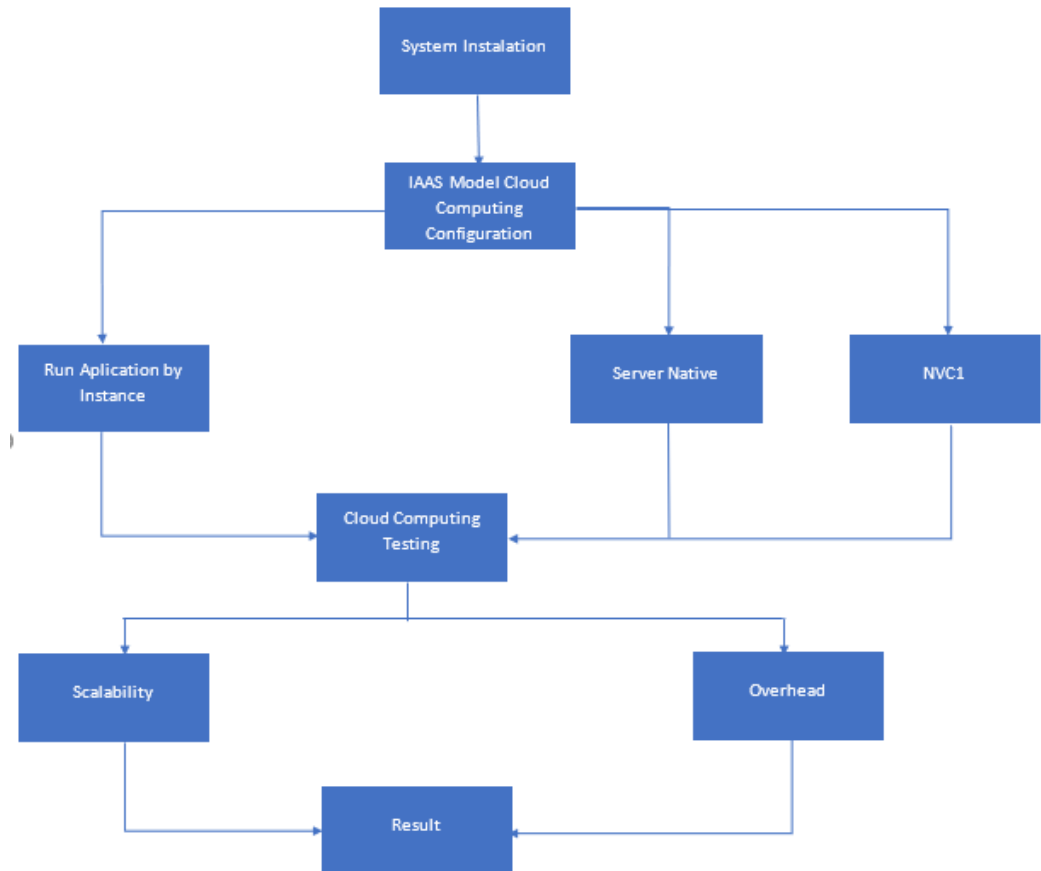 System Instalation
IAAS Model Cloud
Computing
Configuration
Run Aplication by
Instance
Server Native
NVC1
Cloud Computing
Testing
Scalability
Overhead
Result